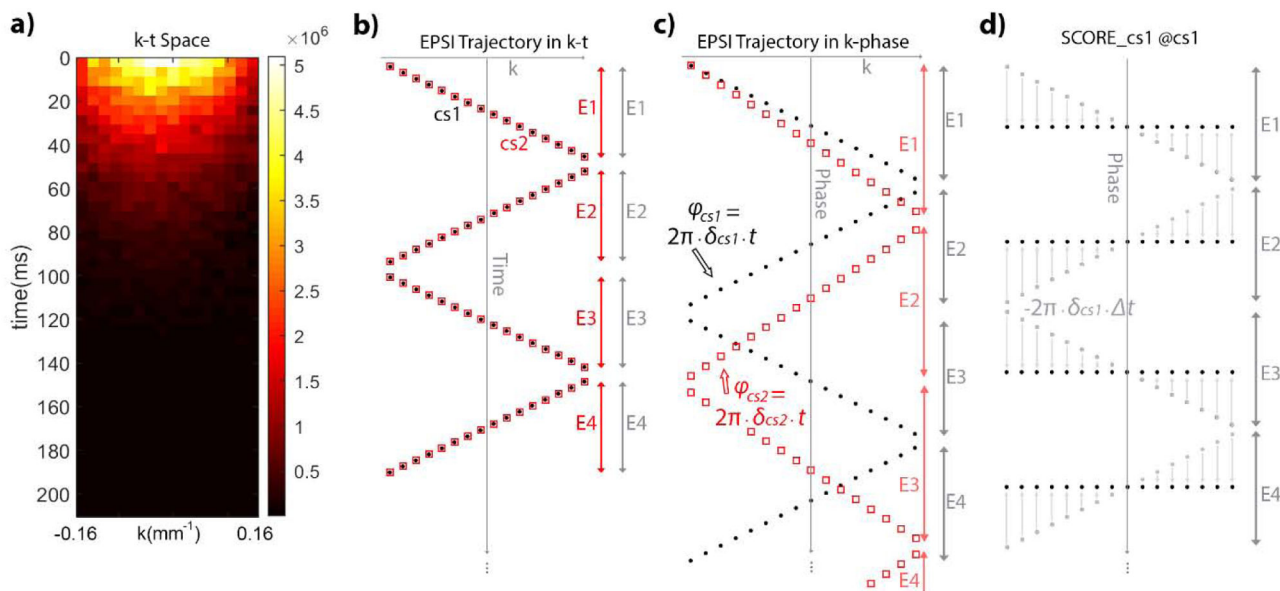 a)
k-t Space
×10⁶
0
20
40
60
80
100
120
140
160
180
200
time(ms)
-0.16
k(mm⁻¹)
0.16
5
4.5
4
3.5
3
2.5
2
1.5
1
0.5
b)
EPSI Trajectory in k-t
k
cs1
cs2
Time
E1
E1
E2
E2
E3
E3
E4
E4
⋮
c)
EPSI Trajectory in k-phase
k
Phase
φcs1 =
2π·δcs1·t
φcs2 =
2π·δcs2·t
E1
E2
E3
E4
E1
E2
E3
E4
⋮
d)
SCORE_cs1 @cs1
Phase
-2π·δcs1·Δt
E1
E2
E3
E4
⋮